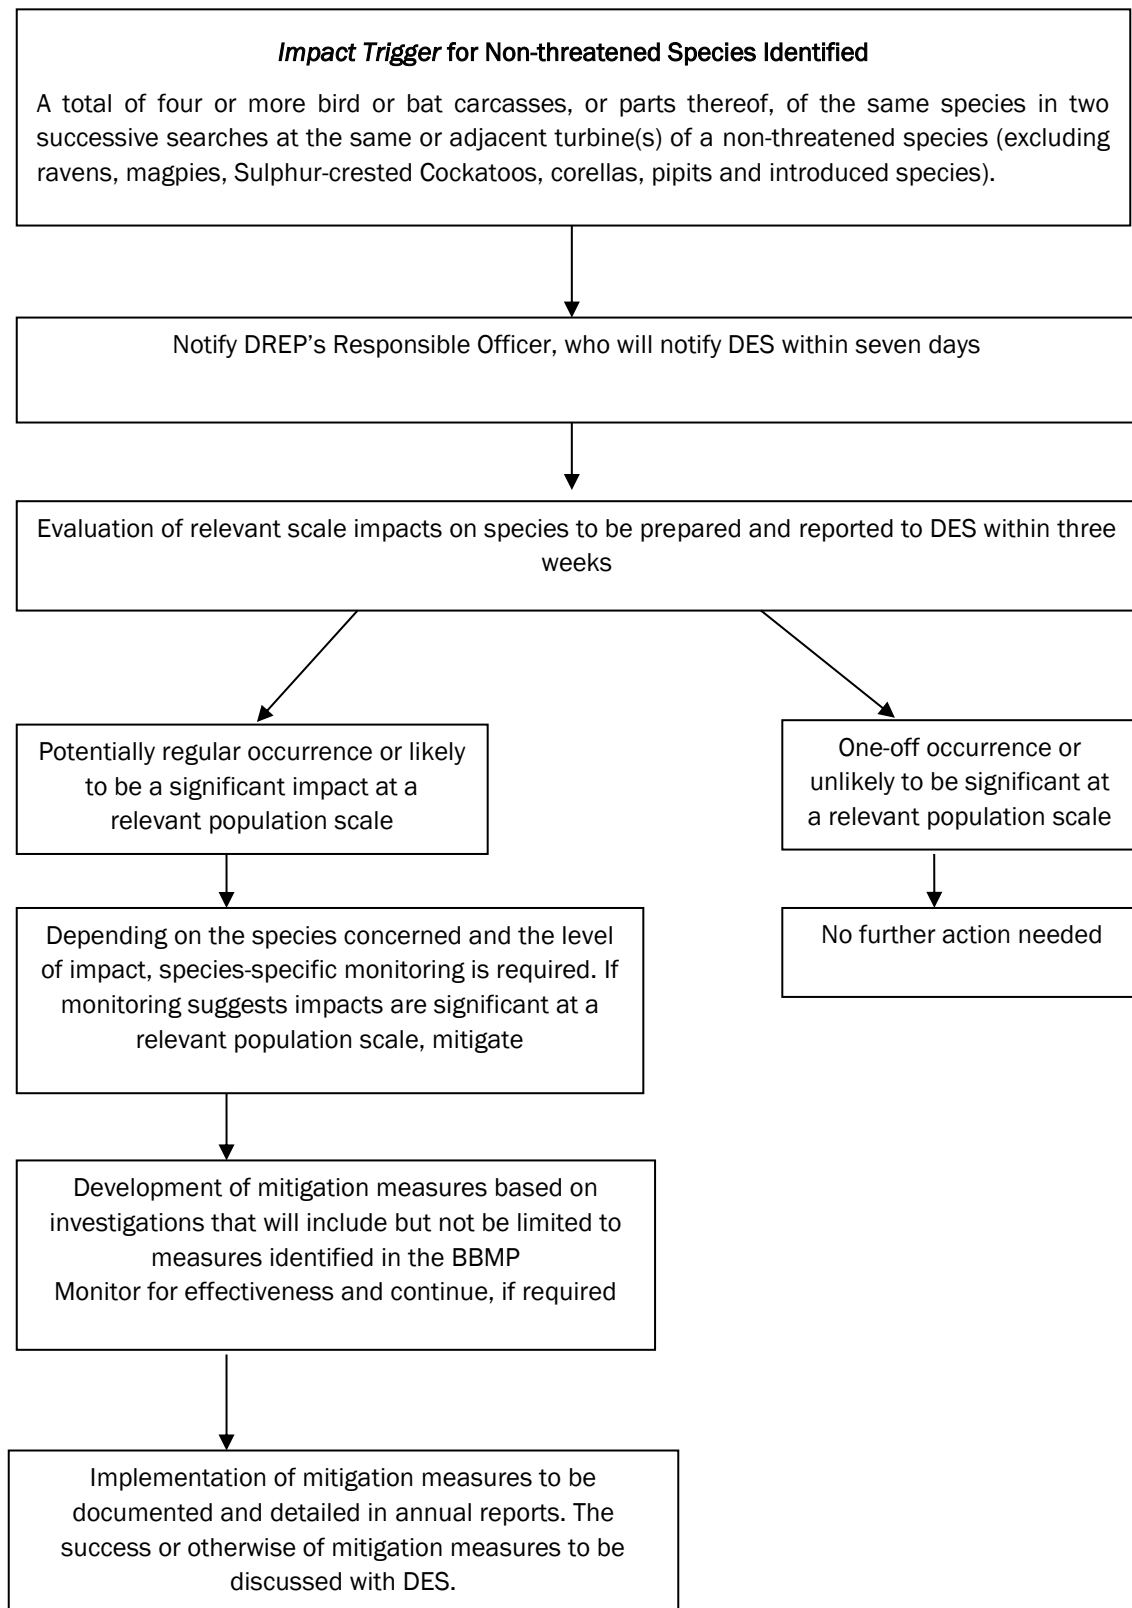 Impact Trigger for Non-threatened Species Identified
A total of four or more bird or bat carcasses, or parts thereof, of the same species in two
successive searches at the same or adjacent turbine(s) of a non-threatened species (excluding
ravens, magpies, Sulphur-crested Cockatoos, corellas, pipits and introduced species).
Notify DREP’s Responsible Officer, who will notify DES within seven days
Evaluation of relevant scale impacts on species to be prepared and reported to DES within three
weeks
Potentially regular occurrence or likely
to be a significant impact at a
relevant population scale
One-off occurrence or
unlikely to be significant at
a relevant population scale
Depending on the species concerned and the level
of impact, species-specific monitoring is required. If
monitoring suggests impacts are significant at a
relevant population scale, mitigate
No further action needed
Development of mitigation measures based on
investigations that will include but not be limited to
measures identified in the BBMP
Monitor for effectiveness and continue, if required
Implementation of mitigation measures to be
documented and detailed in annual reports. The
success or otherwise of mitigation measures to be
discussed with DES.